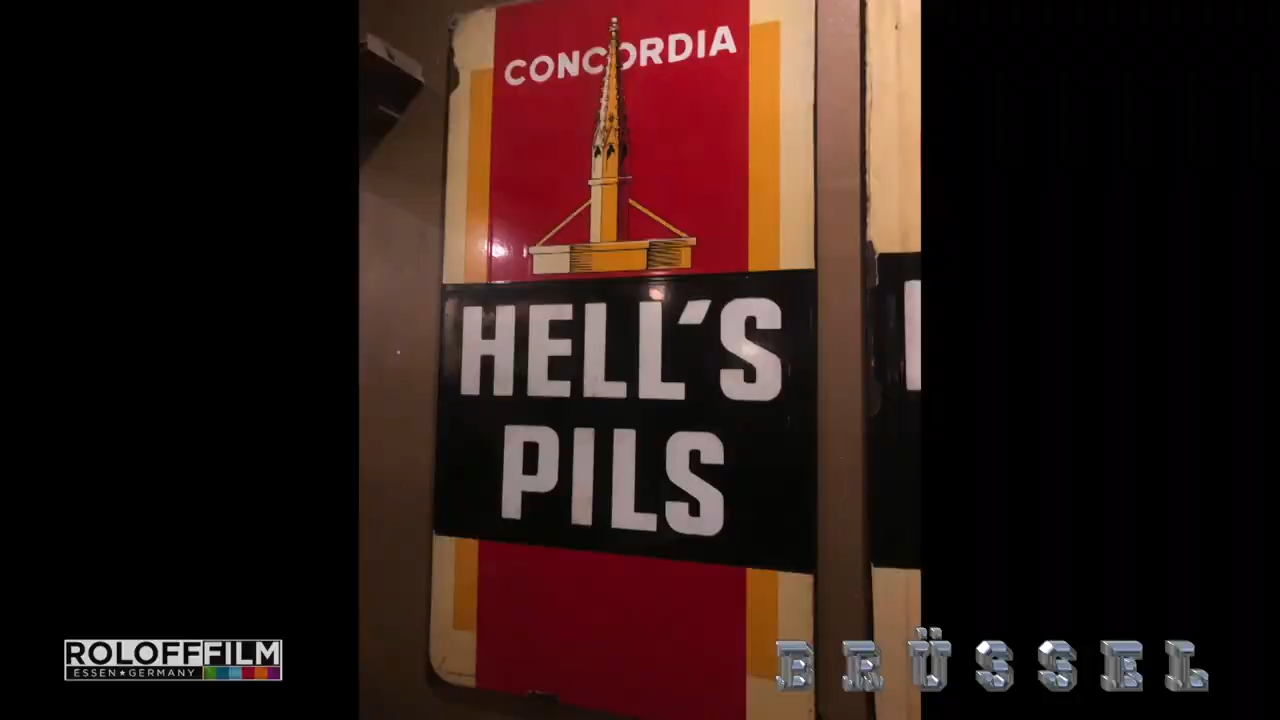 CONCORDIA
HELL'S
PILS
ROLOFFFILM
ESSEN★GERMANY
BRÜSSEL